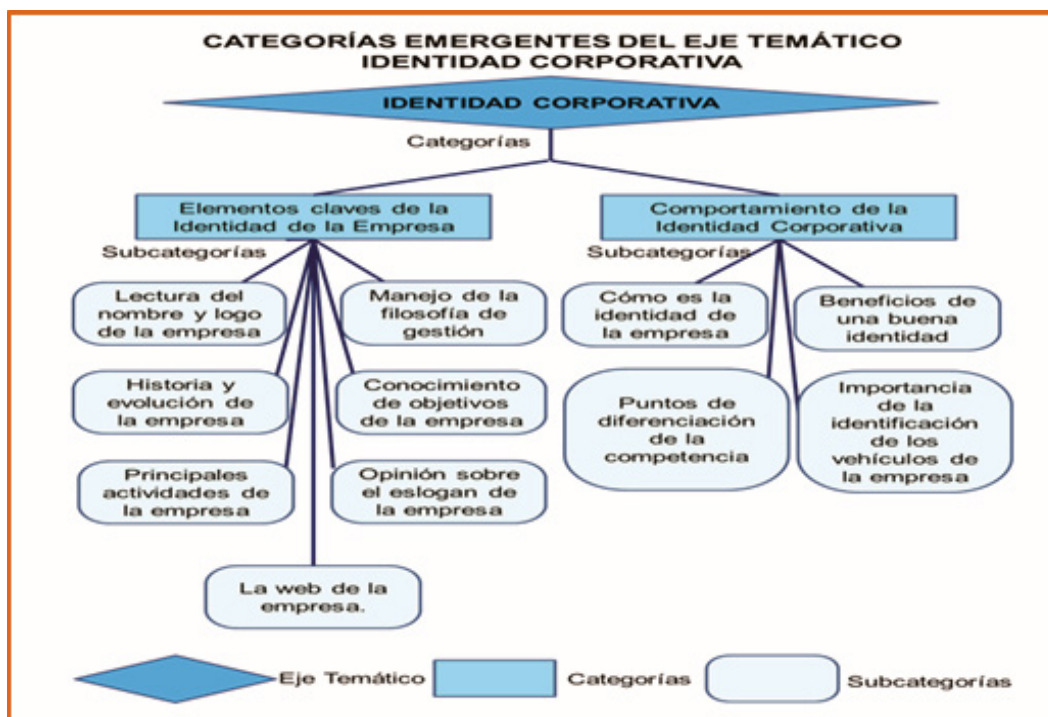 CATEGORÍAS EMERGENTES DEL EJE TEMÁTICO
IDENTIDAD CORPORATIVA
IDENTIDAD CORPORATIVA
Categorías
Elementos claves de la
Identidad de la Empresa
Subcategorías
Lectura del
nombre y logo
de la empresa
Manejo de la
filosofía de
gestión
Historia y
evolución de
la empresa
Conocimiento
de objetivos
de la empresa
Principales
actividades de
la empresa
Opinión sobre
el eslogan de
la empresa
La web de la
empresa.
Comportamiento de la
Identidad Corporativa
Subcategorías
Cómo es la
identidad de
la empresa
Beneficios de
una buena
identidad
Puntos de
diferenciación
de la
competencia
Importancia
de la
identificación
de los
vehículos de
la empresa
Eje Temático
Categorías
Subcategorías